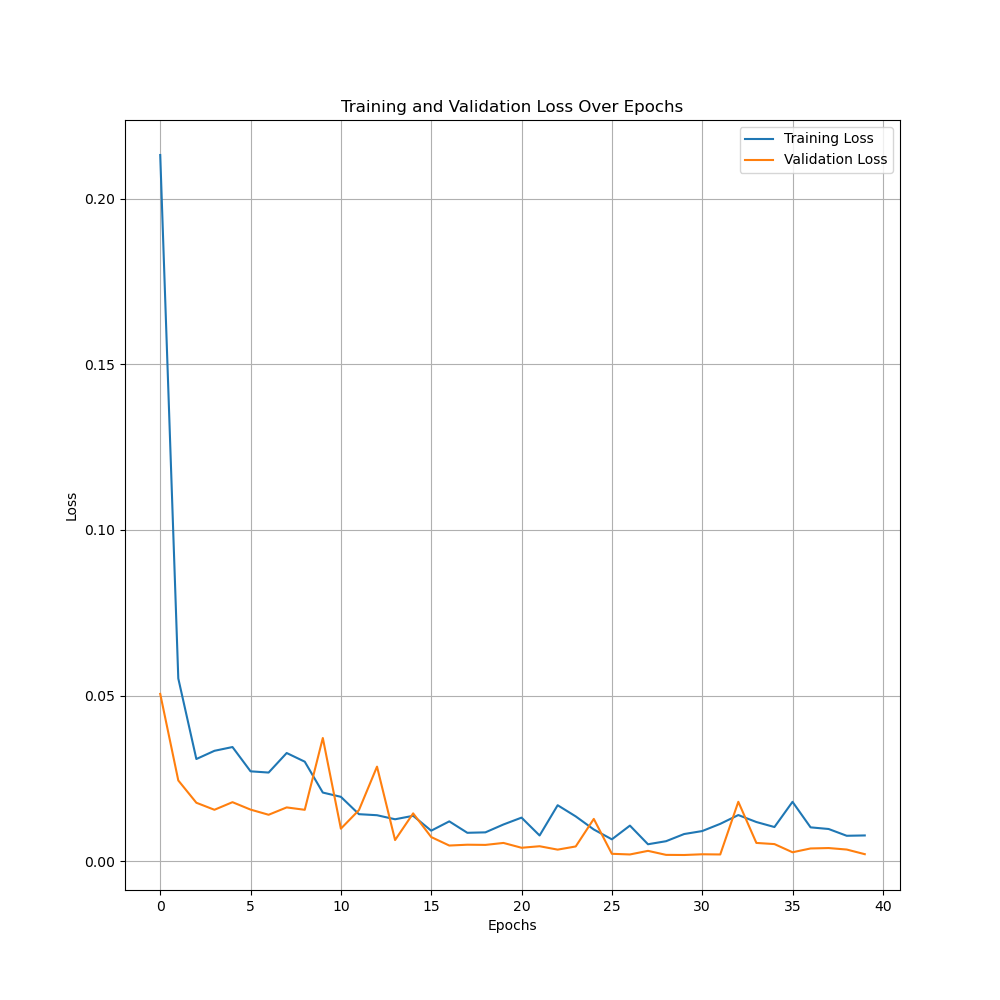 Training and Validation Loss Over Epochs
Training Loss
Validation Loss
0.20
0.15
0.10
0.05
0.00
Loss
0 5 10 15 20 25 30 35 40
Epochs